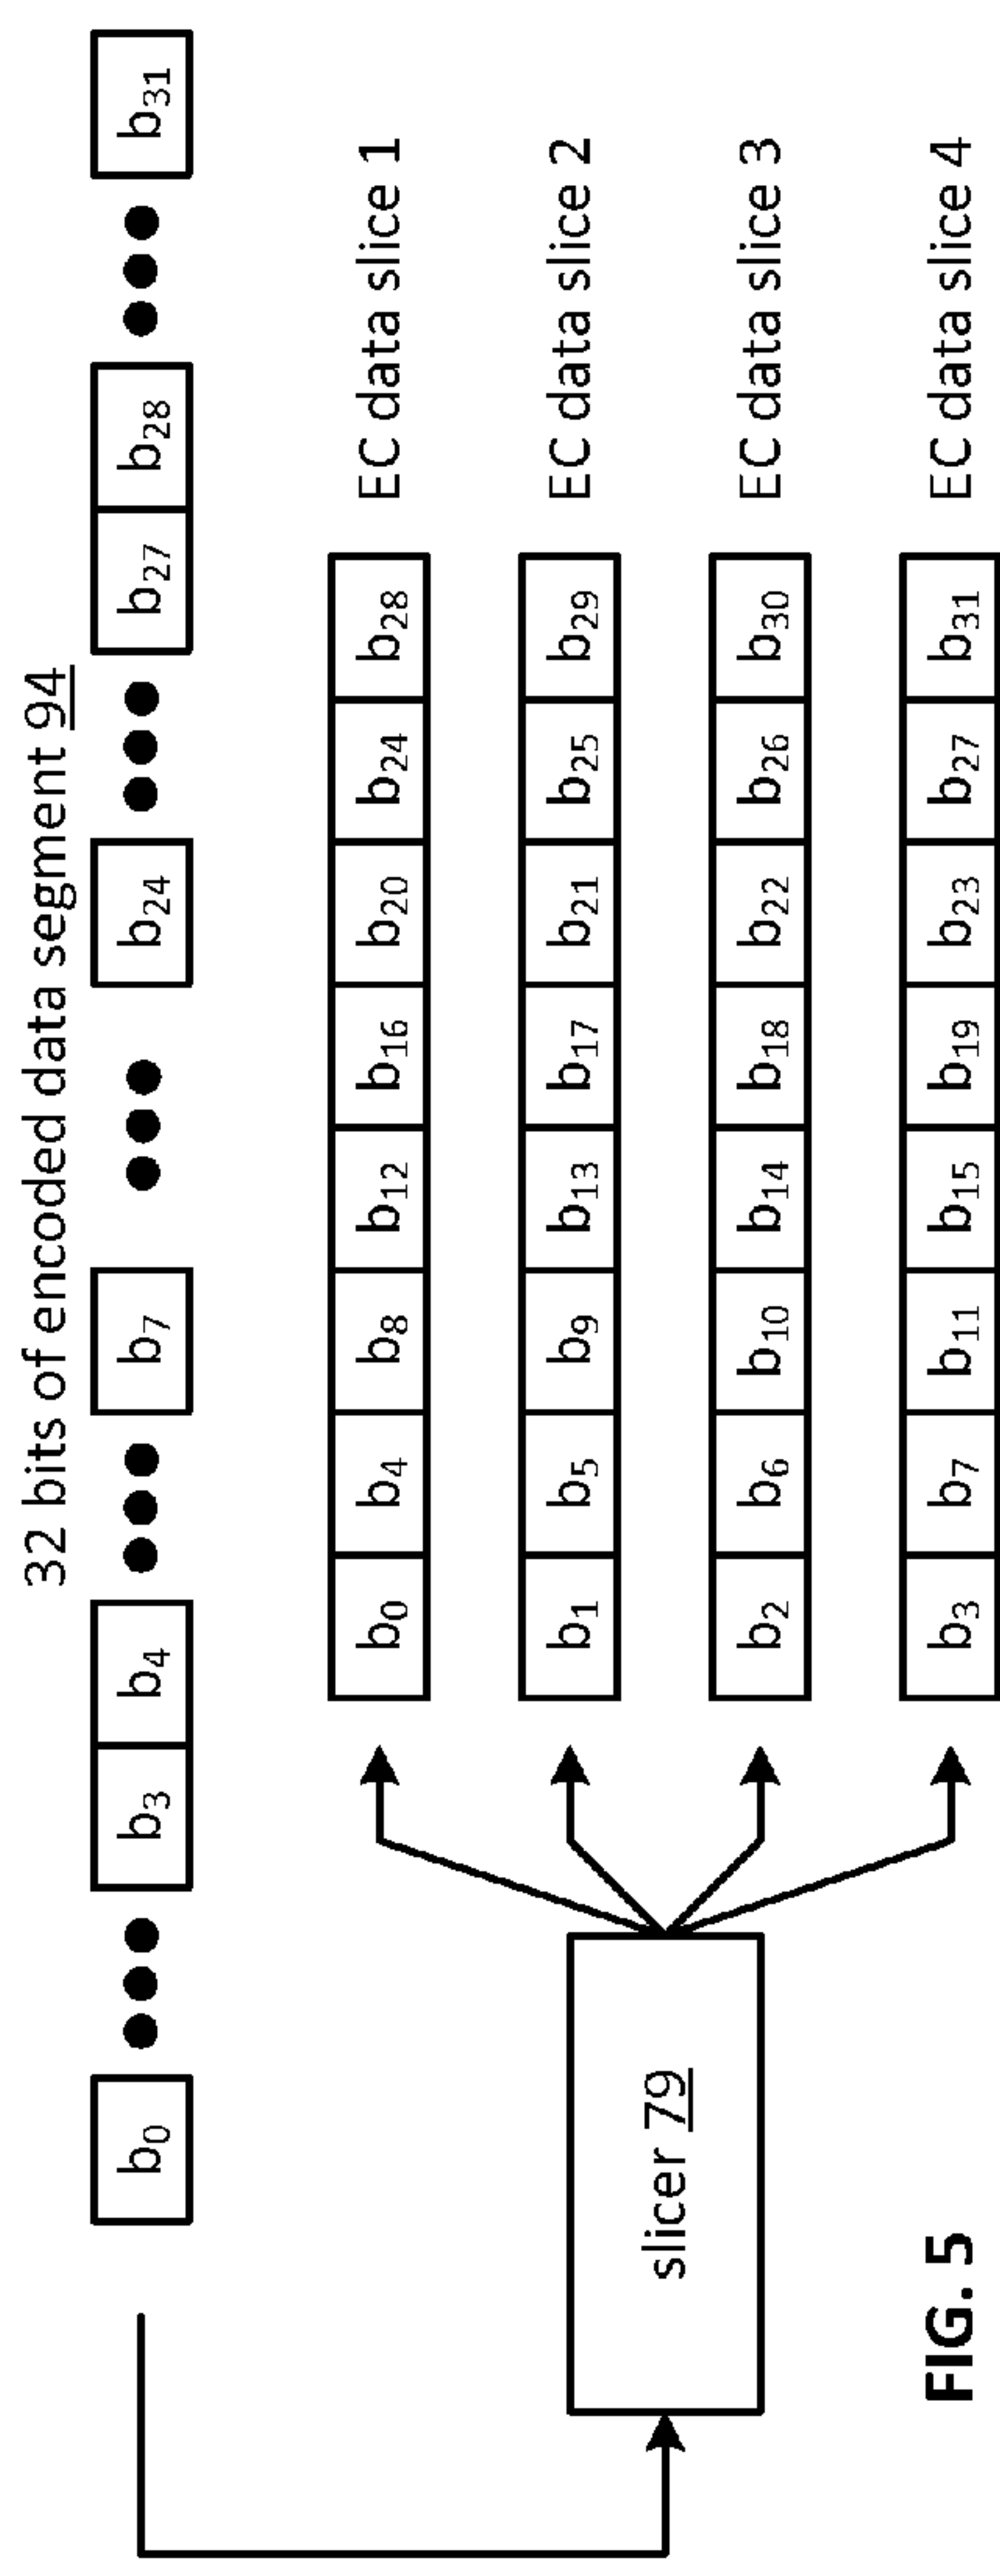 32 bits of encoded data segment 94
b0 ••• b3 b4 ••• b7 ••• b24 ••• b27 b28 ••• b31
b0 b4 b8 b12 b16 b20 b24 b28 EC data slice 1
b1 b5 b9 b13 b17 b21 b25 b29 EC data slice 2
slicer 79
b2 b6 b10 b14 b18 b22 b26 b30 EC data slice 3
b3 b7 b11 b15 b19 b23 b27 b31 EC data slice 4
FIG. 5